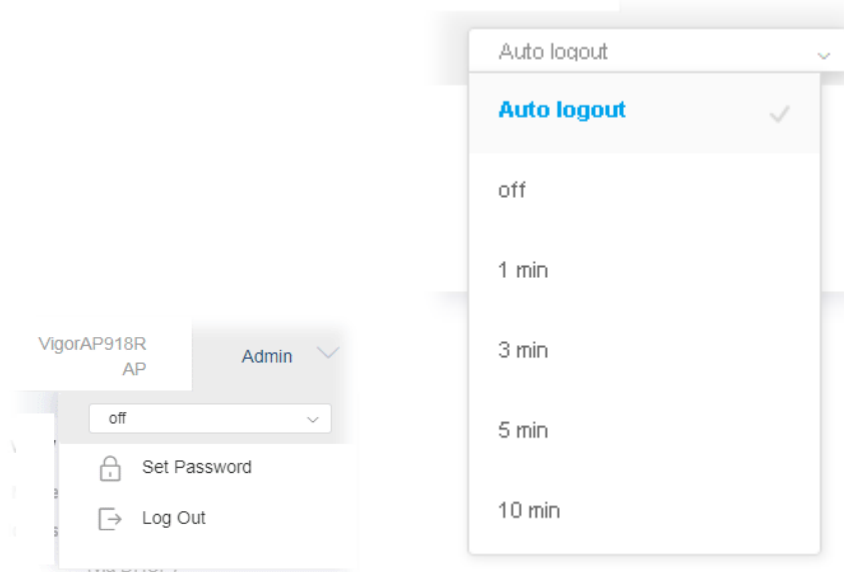 VigorAP918R
AP
Admin
off
Set Password
Log Out
Auto logout
Auto logout
off
1 min
3 min
5 min
10 min